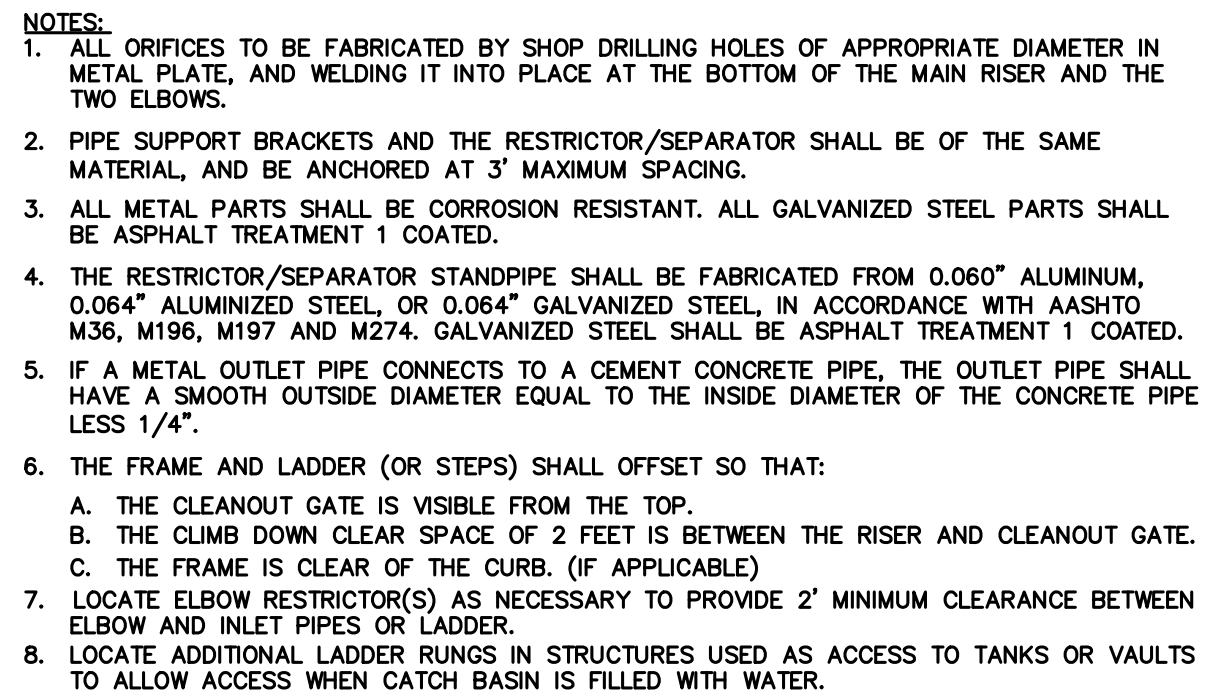 NOTES:
1. ALL ORIFICES TO BE FABRICATED BY SHOP DRILLING HOLES OF APPROPRIATE DIAMETER IN
METAL PLATE, AND WELDING IT INTO PLACE AT THE BOTTOM OF THE MAIN RISER AND THE
TWO ELBOWS.
2. PIPE SUPPORT BRACKETS AND THE RESTRICTOR/SEPARATOR SHALL BE OF THE SAME
MATERIAL, AND BE ANCHORED AT 3' MAXIMUM SPACING.
3. ALL METAL PARTS SHALL BE CORROSION RESISTANT. ALL GALVANIZED STEEL PARTS SHALL
BE ASPHALT TREATMENT 1 COATED.
4. THE RESTRICTOR/SEPARATOR STANDPIPE SHALL BE FABRICATED FROM 0.060" ALUMINUM,
0.064" ALUMINIZED STEEL, OR 0.064" GALVANIZED STEEL, IN ACCORDANCE WITH AASHTO
M36, M196, M197 AND M274. GALVANIZED STEEL SHALL BE ASPHALT TREATMENT 1 COATED.
5. IF A METAL OUTLET PIPE CONNECTS TO A CEMENT CONCRETE PIPE, THE OUTLET PIPE SHALL
HAVE A SMOOTH OUTSIDE DIAMETER EQUAL TO THE INSIDE DIAMETER OF THE CONCRETE PIPE
LESS 1/4".
6. THE FRAME AND LADDER (OR STEPS) SHALL OFFSET SO THAT:
A. THE CLEANOUT GATE IS VISIBLE FROM THE TOP.
B. THE CLIMB DOWN CLEAR SPACE OF 2 FEET IS BETWEEN THE RISER AND CLEANOUT GATE.
C. THE FRAME IS CLEAR OF THE CURB. (IF APPLICABLE)
7. LOCATE ELBOW RESTRICTOR(S) AS NECESSARY TO PROVIDE 2' MINIMUM CLEARANCE BETWEEN
ELBOW AND INLET PIPES OR LADDER.
8. LOCATE ADDITIONAL LADDER RUNGS IN STRUCTURES USED AS ACCESS TO TANKS OR VAULTS
TO ALLOW ACCESS WHEN CATCH BASIN IS FILLED WITH WATER.